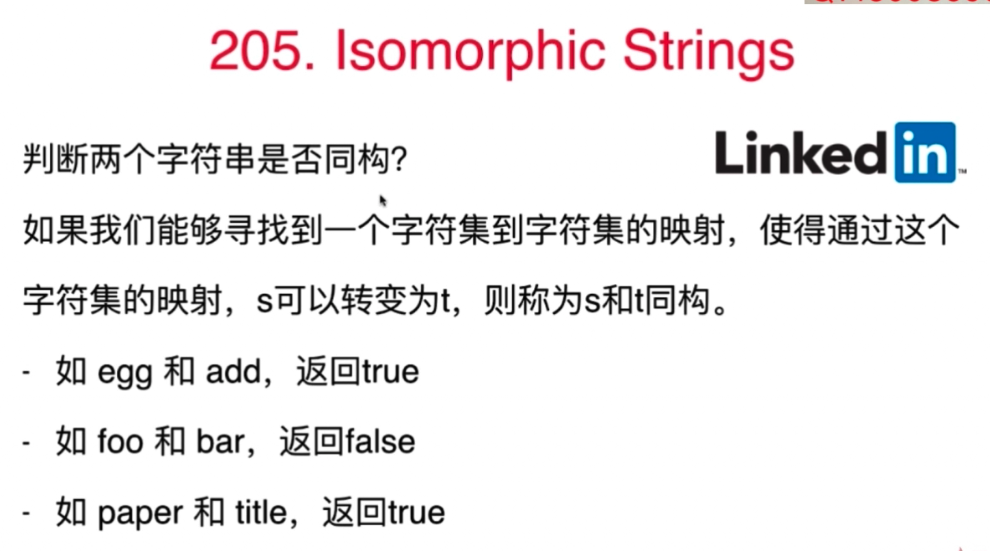 205. Isomorphic Strings
判断两个字符串是否同构?
Linked in ™
如果我们能够寻找到一个字符集到字符集的映射，使得通过这个
字符集的映射，s可以转变为t，则称为s和t同构。
- 如 egg 和 add，返回true
- 如 foo 和 bar，返回false
- 如 paper 和 title，返回true